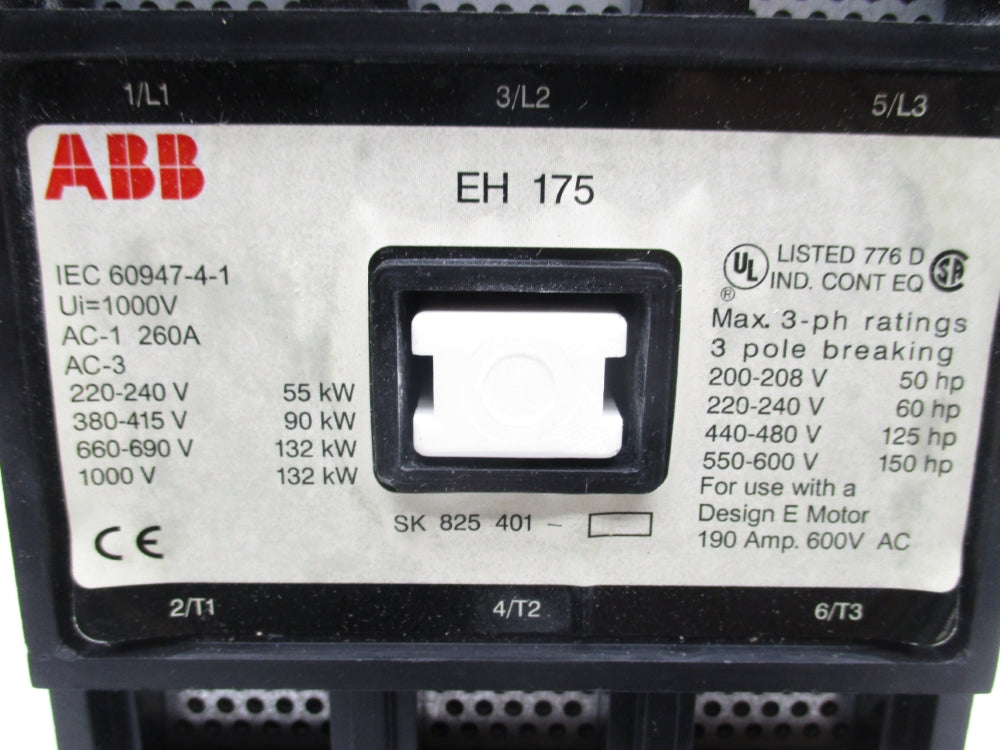 1/L1 3/L2 5/L3
ABB
EH 175
IEC 60947-4-1
Ui=1000V
AC-1 260A
AC-3
220-240 V 55 kW
380-415 V 90 kW
660-690 V 132 kW
1000 V 132 kW
CE
SK 825 401 -
UL ® LISTED 776 D SA
IND. CONT EQ
Max. 3-ph ratings
3 pole breaking
200-208 V 50 hp
220-240 V 60 hp
440-480 V 125 hp
550-600 V 150 hp
For use with a
Design E Motor
190 Amp. 600V AC
2/T1 4/T2 6/T3